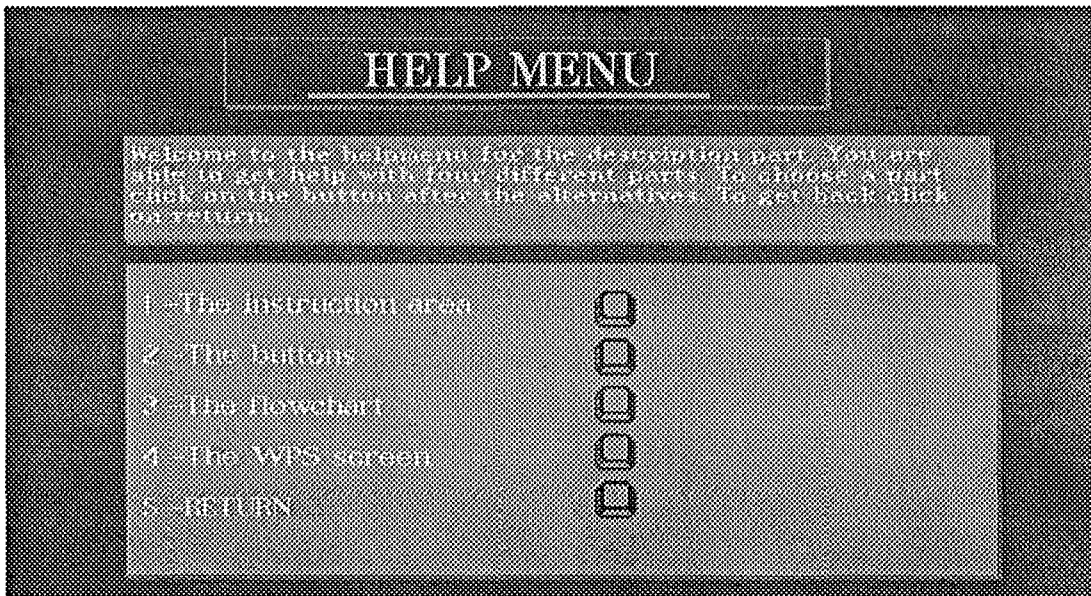 HELP MENU
Welcome to the helpmenu for the description part. You are
able to get help with four different parts. To choose a part
click on the button after the alternatives. To get back click
on return.
1 -The instruction area
2 -The buttons
3 -The flowchart
4 -The WPS screen
5 -RETURN